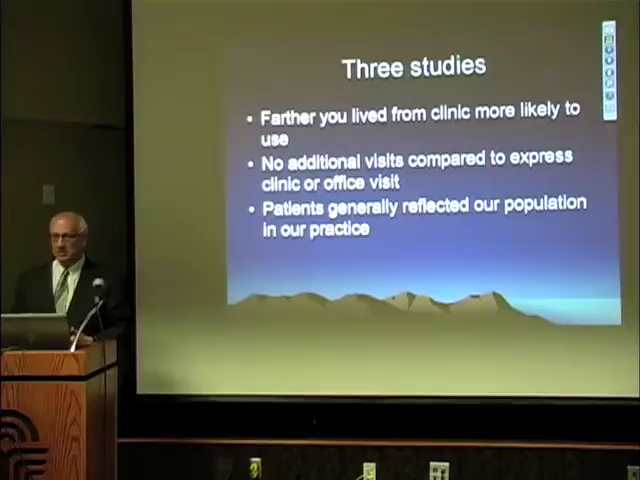 Three studies
• Farther you lived from clinic more likely to
use
• No additional visits compared to express
clinic or office visit
• Patients generally reflected our population
in our practice